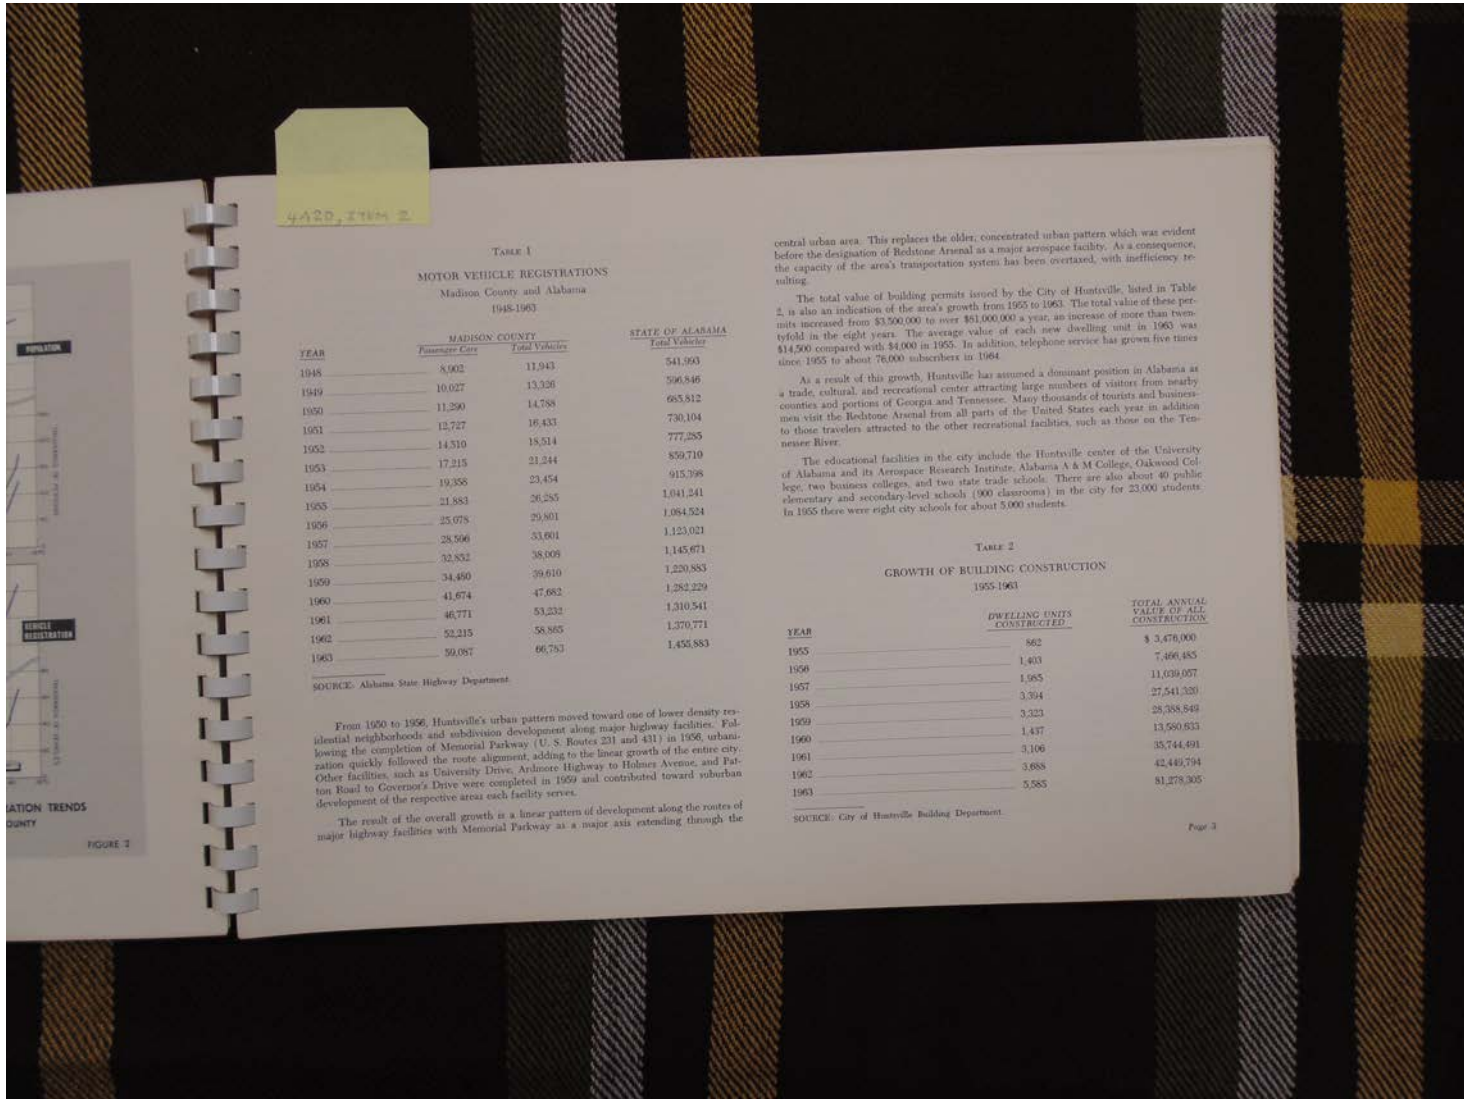 4A20, ITEM 2
POPULATION
VEHICLE
REGISTRATION
ATION TRENDS
OUNTY
FIGURE 2
TABLE 1
MOTOR VEHICLE REGISTRATIONS
Madison County and Alabama
1948-1963
MADISON COUNTY STATE OF ALABAMA
YEAR Passenger Cars Total Vehicles Total Vehicles
1948 8,902 11,943 541,993
1949 10,027 13,326 596,846
1950 11,290 14,788 685,812
1951 12,727 16,433 730,104
1952 14,510 18,514 777,285
1953 17,215 21,244 859,710
1954 19,358 23,454 915,398
1955 21,883 26,285 1,041,241
1956 25,078 29,801 1,084,524
1957 28,596 33,601 1,123,021
1958 32,852 38,008 1,145,671
1959 34,480 39,610 1,220,883
1960 41,674 47,682 1,282,229
1961 46,771 53,232 1,310,541
1962 52,215 58,865 1,370,771
1963 59,087 66,783 1,455,883
SOURCE: Alabama State Highway Department.
From 1950 to 1956, Huntsville's urban pattern moved toward one of lower density res-
idential neighborhoods and subdivision development along major highway facilities. Fol-
lowing the completion of Memorial Parkway (U. S. Routes 231 and 431) in 1956, urbani-
zation quickly followed the route alignment, adding to the linear growth of the entire city.
Other facilities, such as University Drive, Ardmore Highway to Holmes Avenue, and Pat-
ton Road to Governor's Drive were completed in 1959 and contributed toward suburban
development of the respective areas each facility serves.
The result of the overall growth is a linear pattern of development along the routes of
major highway facilities with Memorial Parkway as a major axis extending through the
central urban area. This replaces the older, concentrated urban pattern which was evident
before the designation of Redstone Arsenal as a major aerospace facility. As a consequence,
the capacity of the area's transportation system has been overtaxed, with inefficiency re-
sulting.
The total value of building permits issued by the City of Huntsville, listed in Table
2, is also an indication of the area's growth from 1955 to 1963. The total value of these per-
mits increased from $3,500,000 to over $81,000,000 a year, an increase of more than twen-
tyfold in the eight years. The average value of each new dwelling unit in 1963 was
$14,500 compared with $4,000 in 1955. In addition, telephone service has grown five times
since 1955 to about 76,000 subscribers in 1964.
As a result of this growth, Huntsville has assumed a dominant position in Alabama as
a trade, cultural, and recreational center attracting large numbers of visitors from nearby
counties and portions of Georgia and Tennessee. Many thousands of tourists and business-
men visit the Redstone Arsenal from all parts of the United States each year in addition
to those travelers attracted to the other recreational facilities, such as those on the Ten-
nessee River.
The educational facilities in the city include the Huntsville center of the University
of Alabama and its Aerospace Research Institute, Alabama A & M College, Oakwood Col-
lege, two business colleges, and two state trade schools. There are also about 40 public
elementary and secondary-level schools (900 classrooms) in the city for 23,000 students.
In 1955 there were eight city schools for about 5,000 students.
TABLE 2
GROWTH OF BUILDING CONSTRUCTION
1955-1963
YEAR DWELLING UNITS CONSTRUCTED TOTAL ANNUAL VALUE OF ALL CONSTRUCTION
1955 862 $ 3,476,000
1956 1,403 7,466,485
1957 1,985 11,039,057
1958 3,394 27,541,320
1959 3,323 28,388,849
1960 1,437 13,580,633
1961 3,106 35,744,491
1962 3,688 42,449,794
1963 5,585 81,278,305
SOURCE: City of Huntsville Building Department.
Page 3